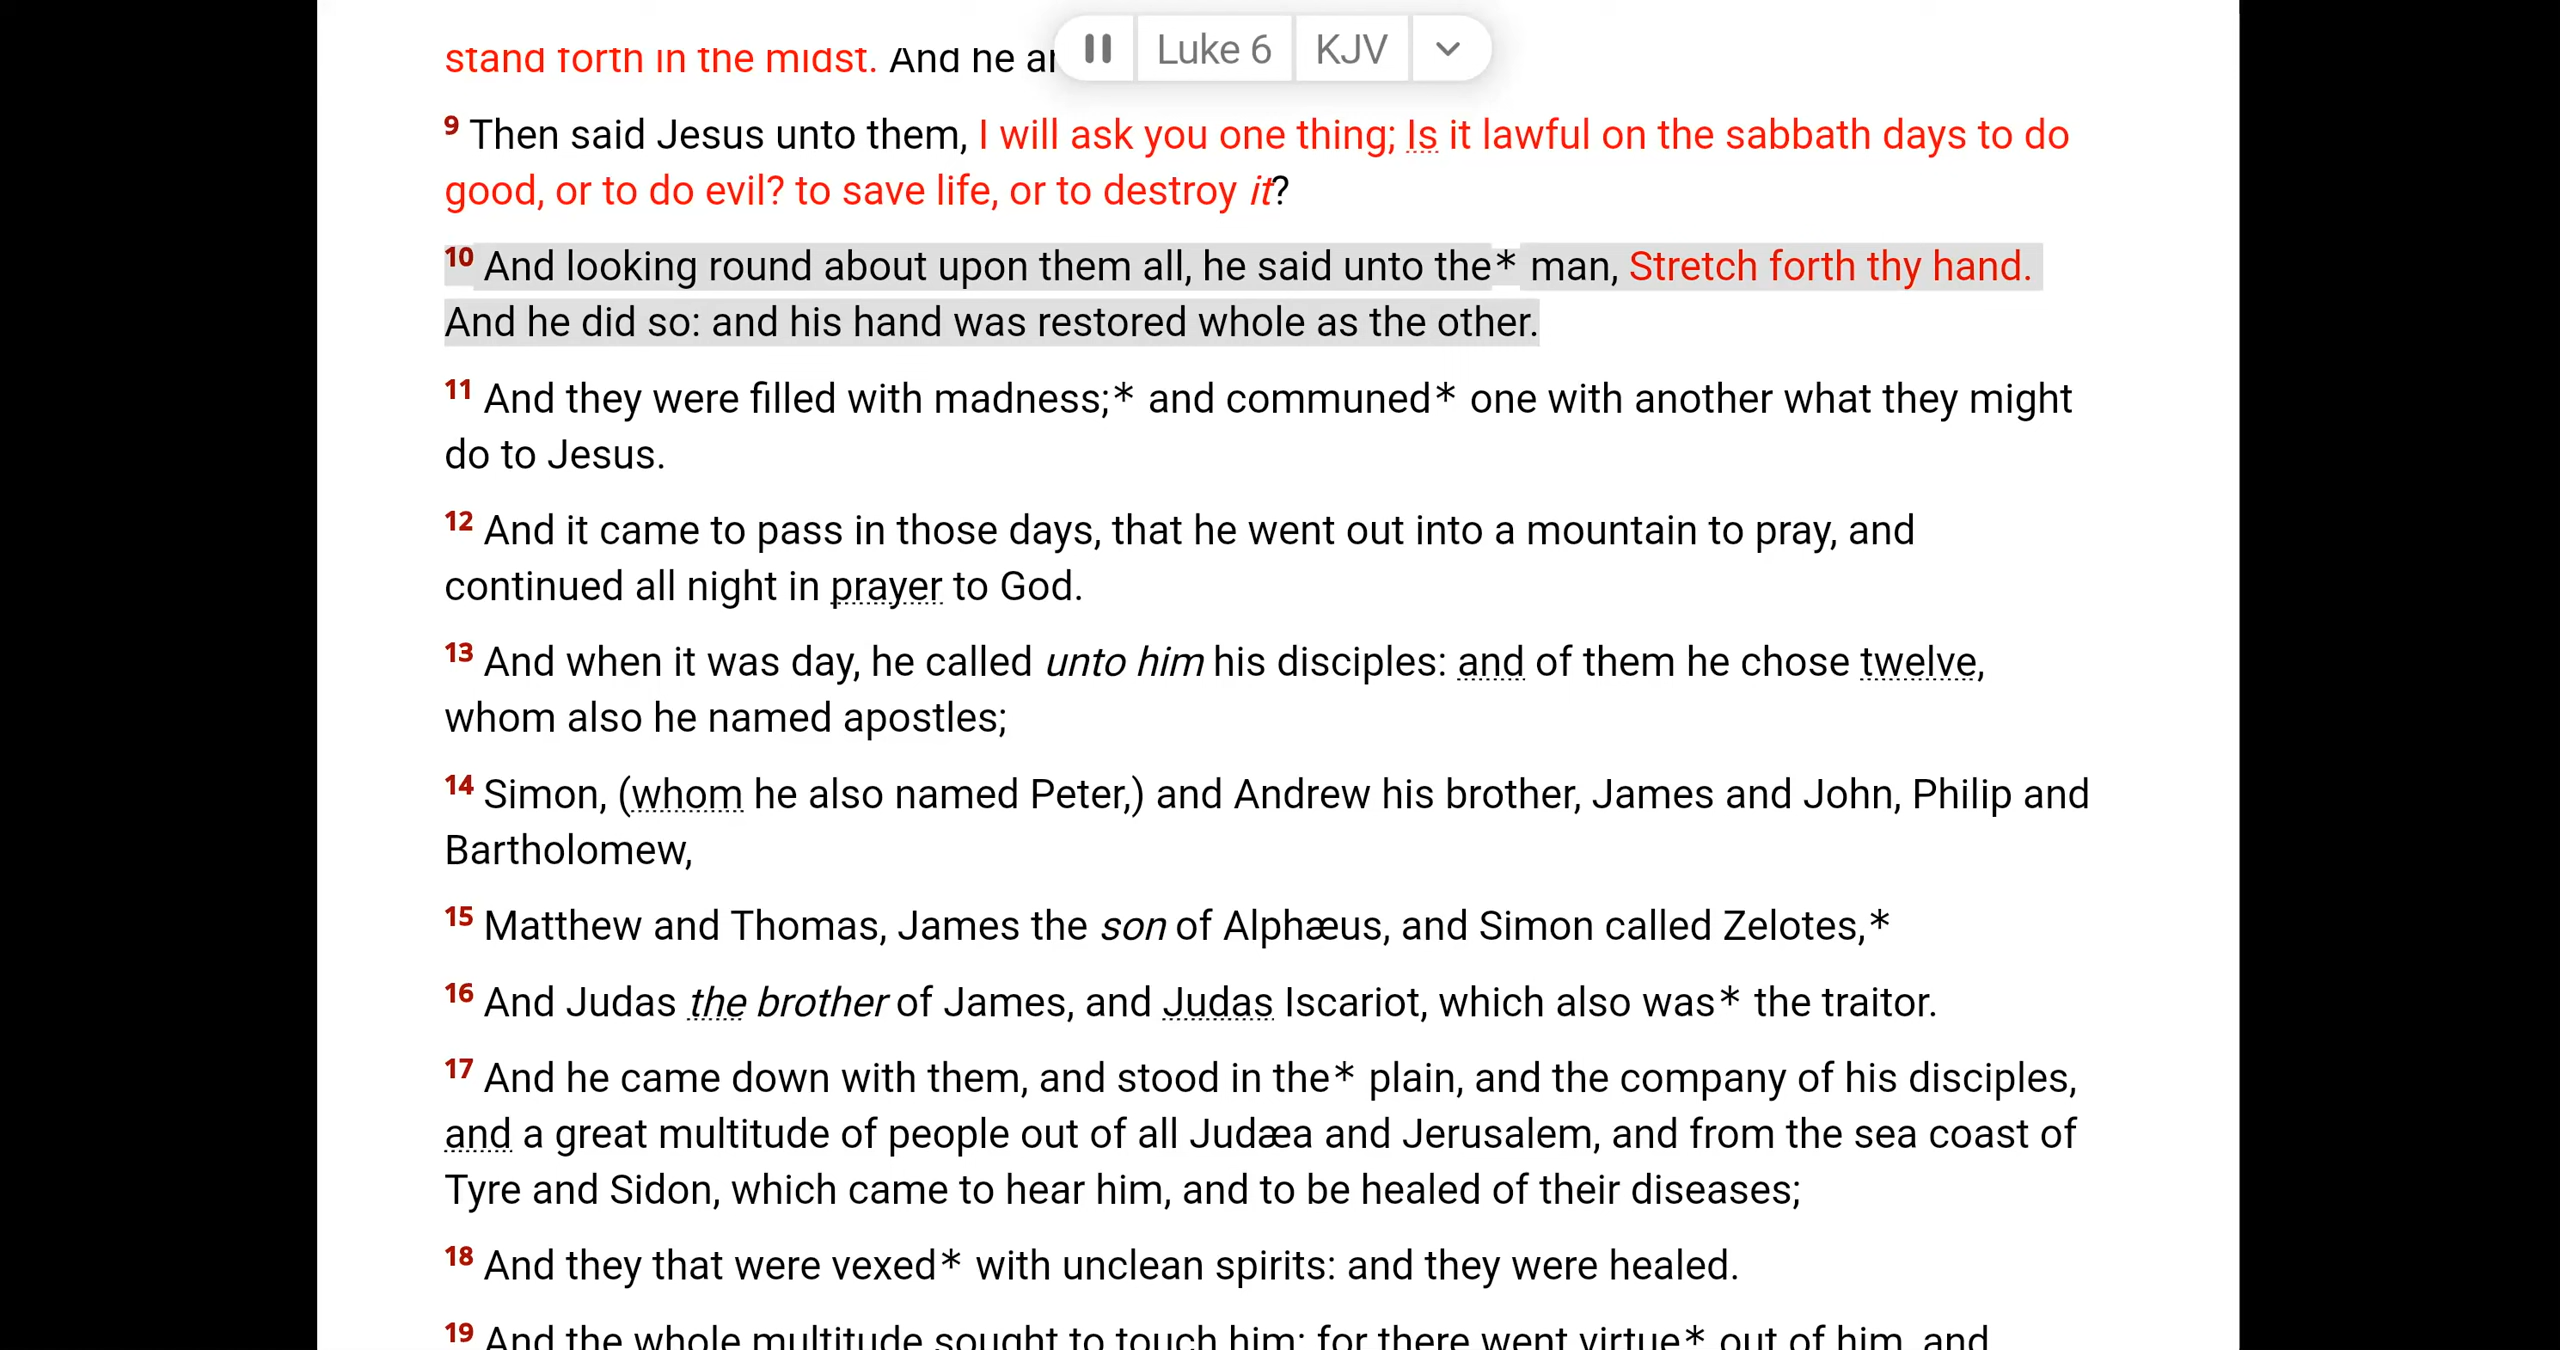 stand forth in the midst. And he
Luke 6 KJV
9 Then said Jesus unto them, I will ask you one thing; Is it lawful on the sabbath days to do
good, or to do evil? to save life, or to destroy it?
10 And looking round about upon them all, he said unto the* man, Stretch forth thy hand.
And he did so: and his hand was restored whole as the other.
11 And they were filled with madness;* and communed* one with another what they might
do to Jesus.
12 And it came to pass in those days, that he went out into a mountain to pray, and
continued all night in prayer to God.
13 And when it was day, he called unto him his disciples: and of them he chose twelve,
whom also he named apostles;
14 Simon, (whom he also named Peter,) and Andrew his brother, James and John, Philip and
Bartholomew,
15 Matthew and Thomas, James the son of Alphæus, and Simon called Zelotes,*
16 And Judas the brother of James, and Judas Iscariot, which also was* the traitor.
17 And he came down with them, and stood in the* plain, and the company of his disciples,
and a great multitude of people out of all Judæa and Jerusalem, and from the sea coast of
Tyre and Sidon, which came to hear him, and to be healed of their diseases;
18 And they that were vexed* with unclean spirits: and they were healed.
19 And the whole multitude sought to touch him: for there went virtue* out of him, and